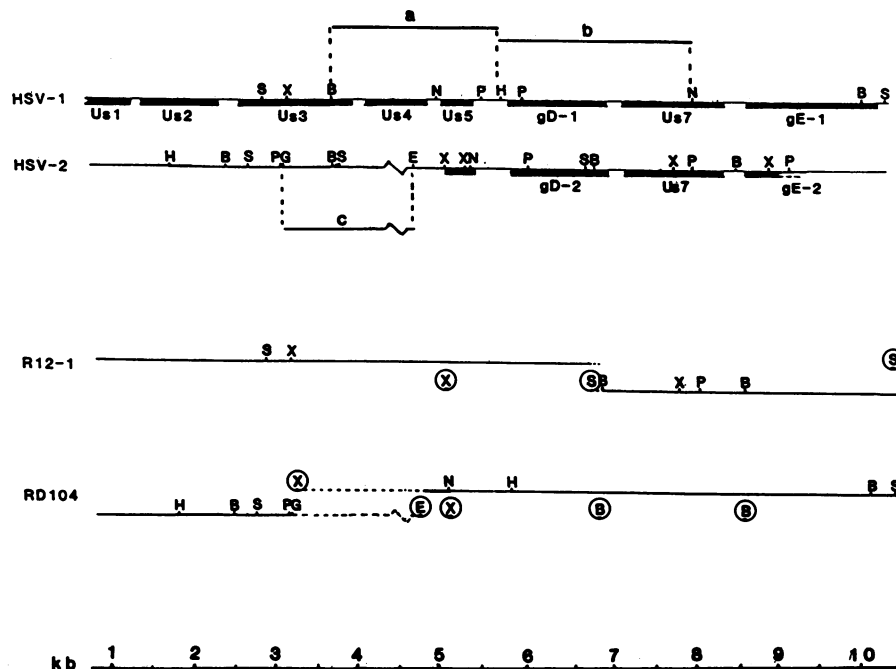 a
b
S X B N P H P N B S
HSV-1
Us1 Us2 Us3 Us4 Us5 gD-1 Us7 gE-1
H B S PG BS E X XN P SB X P B X P
HSV-2
gD-2 Us7 gE-2
c
S X S
R12-1
X S B X P B
X N H B S
RD104
H B S PG E X B B
kb 1 2 3 4 5 6 7 8 9 10